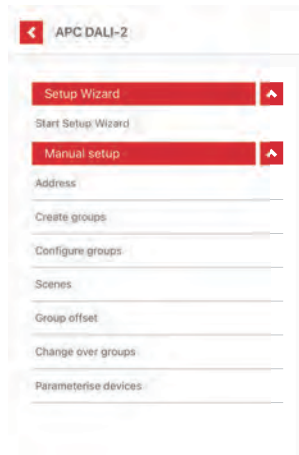 APC DALI-2
Setup Wizard
Start Setup Wizard
Manual setup
Address
Create groups
Configure groups
Scenes
Group offset
Change over groups
Parameterise devices